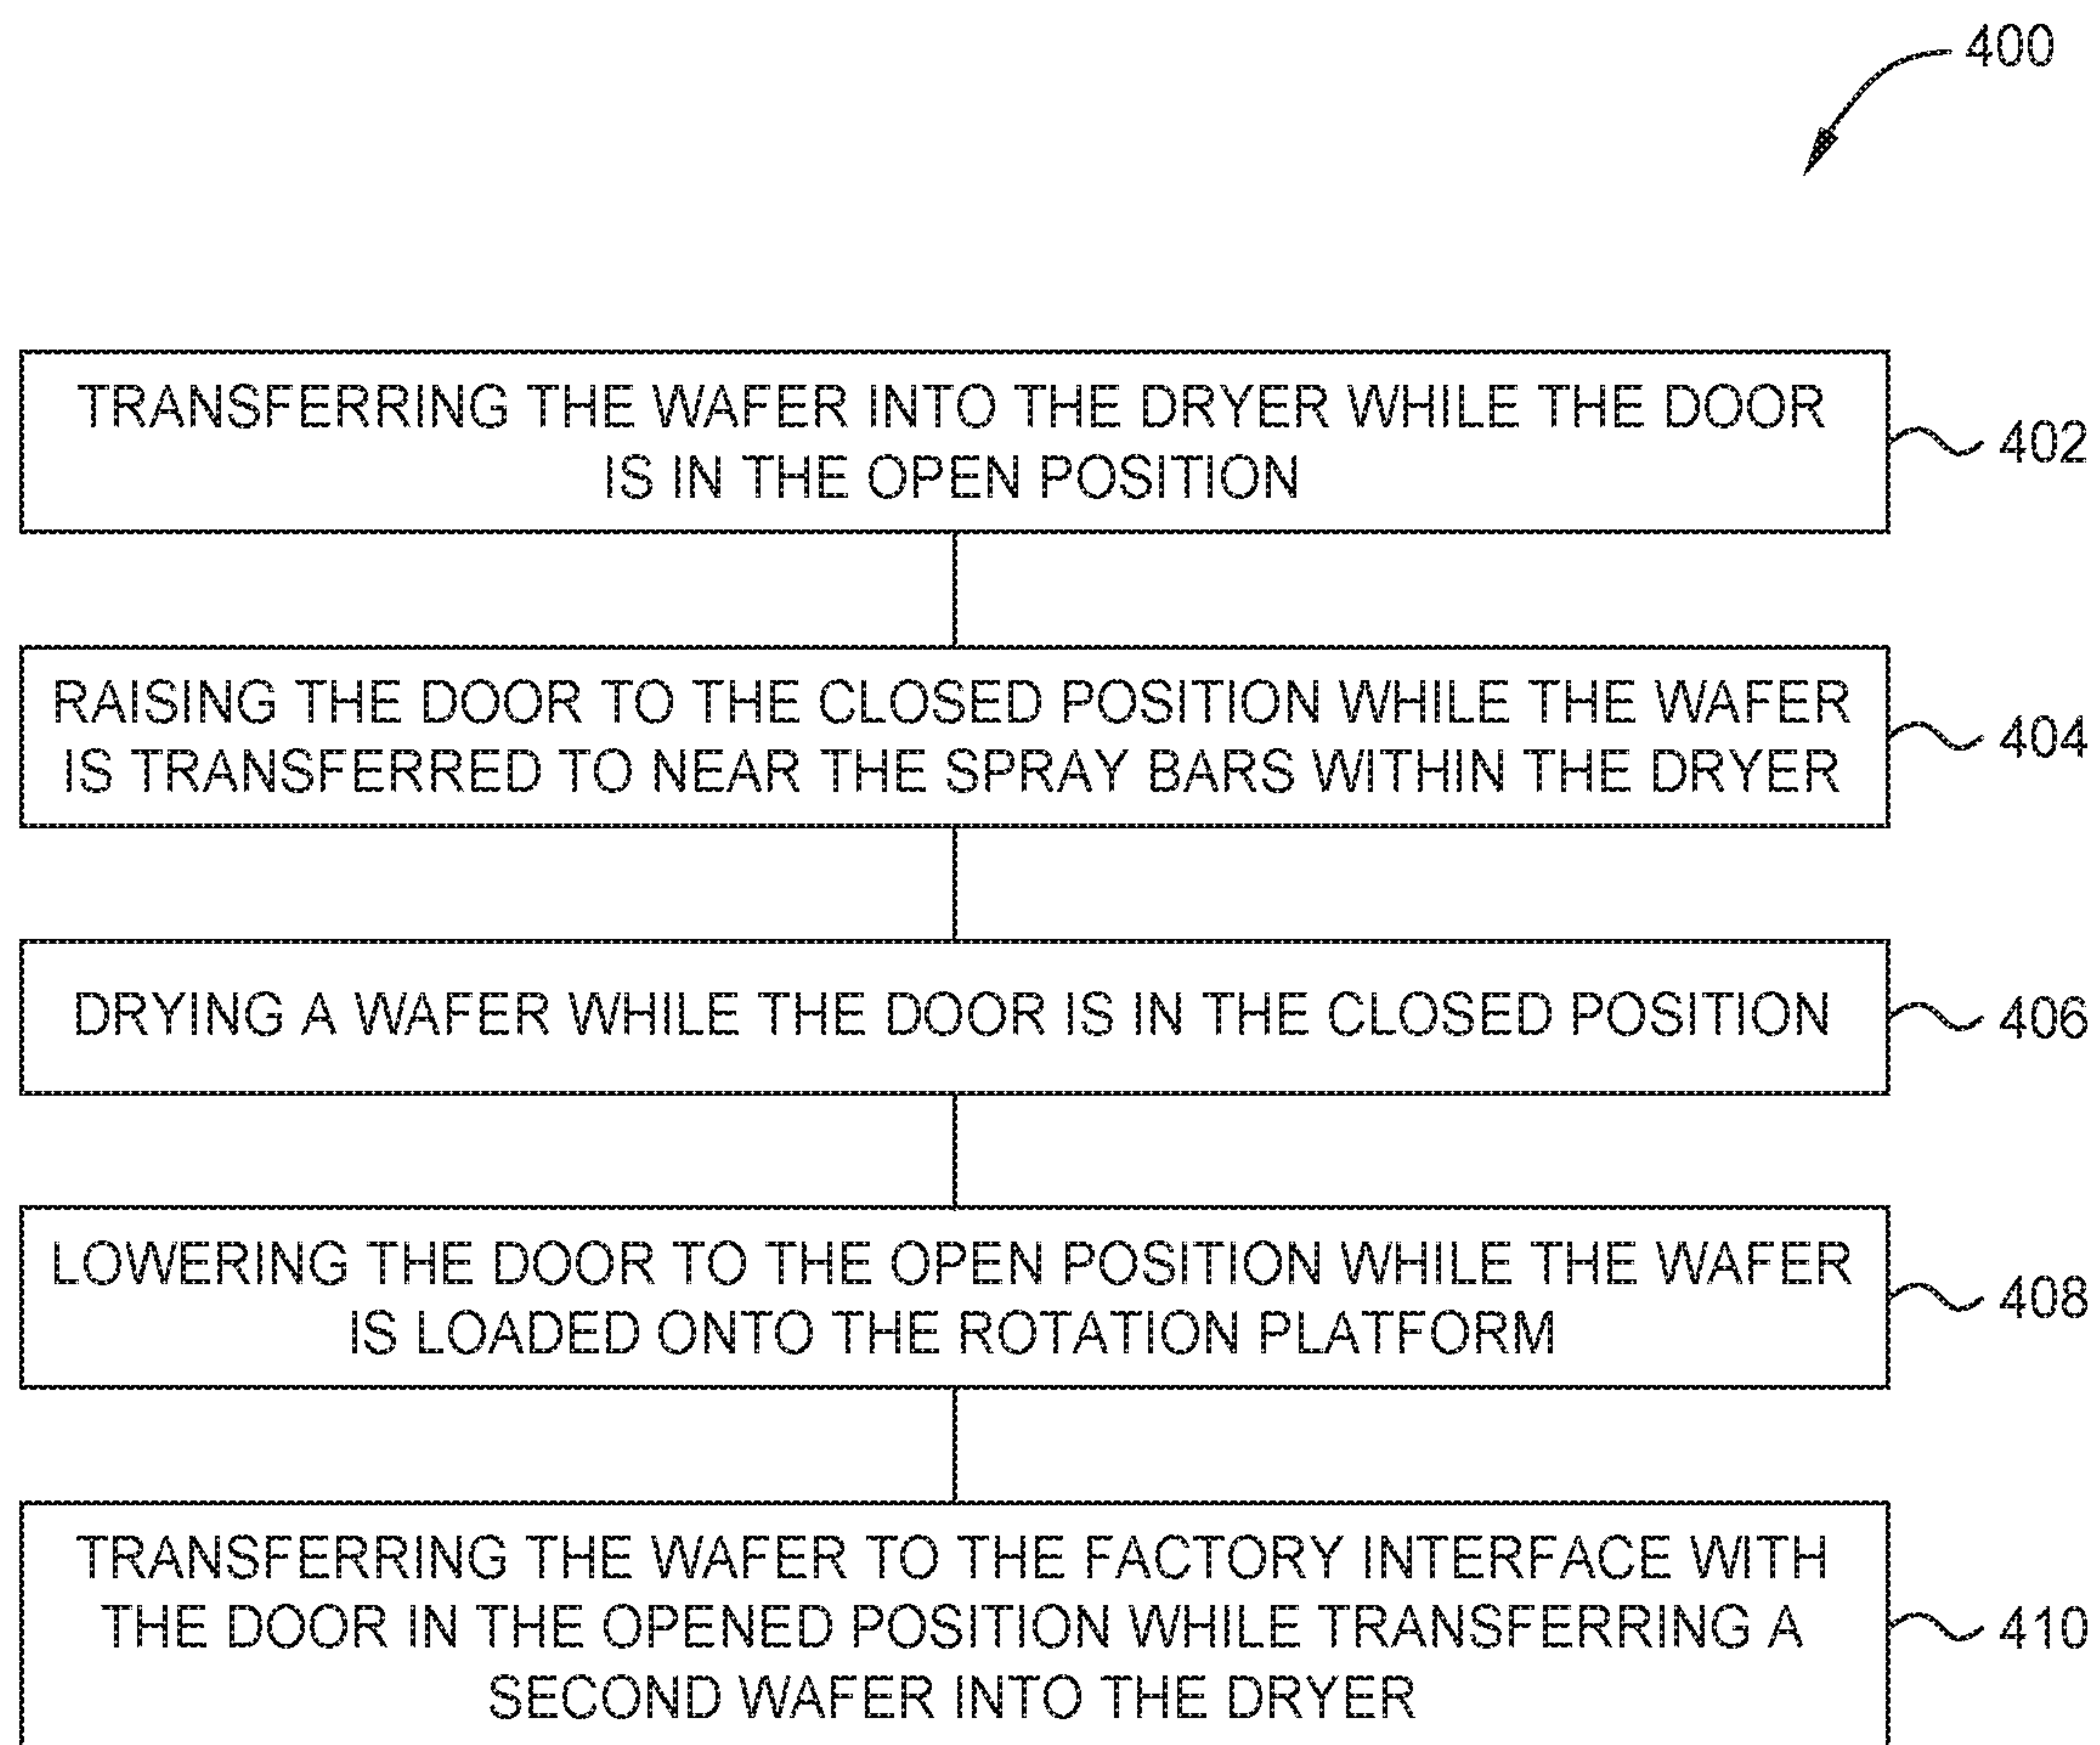 400
TRANSFERRING THE WAFER INTO THE DRYER WHILE THE DOOR
IS IN THE OPEN POSITION
402
RAISING THE DOOR TO THE CLOSED POSITION WHILE THE WAFER
IS TRANSFERRED TO NEAR THE SPRAY BARS WITHIN THE DRYER
404
DRYING A WAFER WHILE THE DOOR IS IN THE CLOSED POSITION
406
LOWERING THE DOOR TO THE OPEN POSITION WHILE THE WAFER
IS LOADED ONTO THE ROTATION PLATFORM
408
TRANSFERRING THE WAFER TO THE FACTORY INTERFACE WITH
THE DOOR IN THE OPENED POSITION WHILE TRANSFERRING A
SECOND WAFER INTO THE DRYER
410